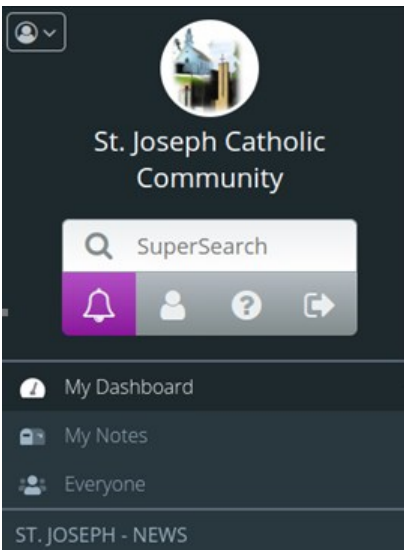 St. Joseph Catholic
Community
SuperSearch
My Dashboard
My Notes
Everyone
ST. JOSEPH - NEWS